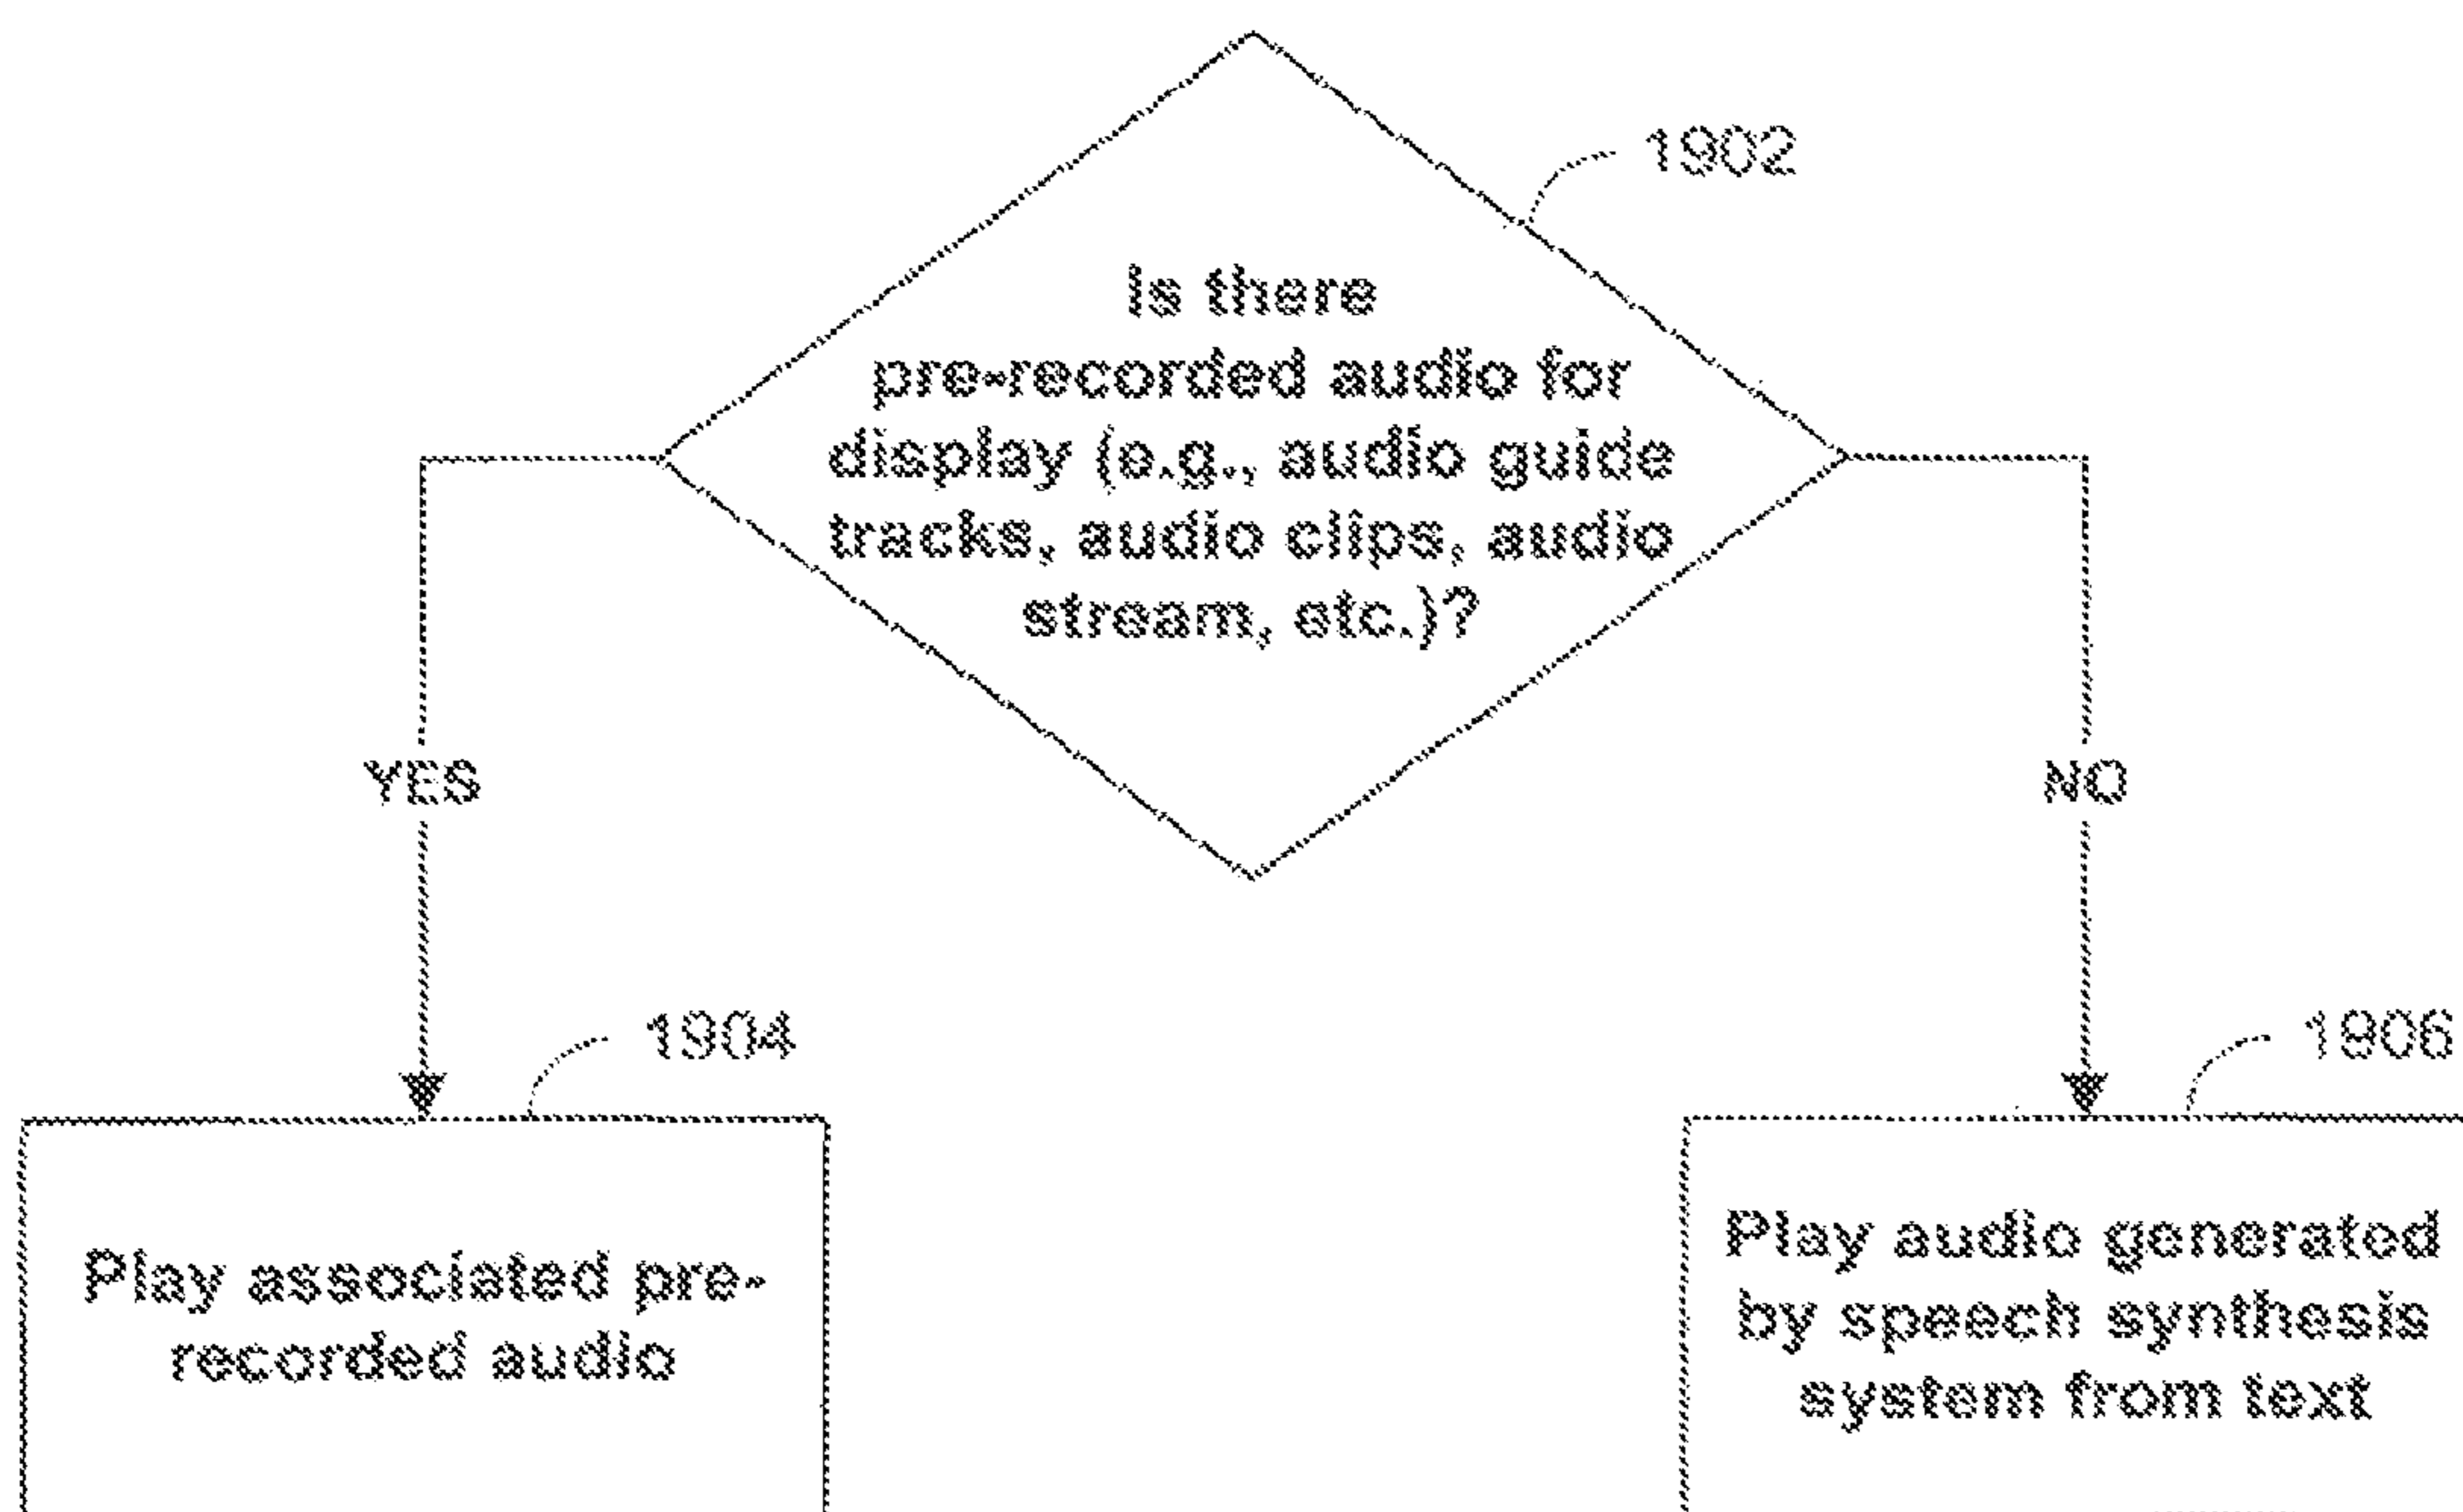 1902
Is there
pre-recorded audio for
display (e.g., audio guide
tracks, audio clips, audio
stream, etc.)?
YES
NO
1904
1906
Play associated pre-
recorded audio
Play audio generated
by speech synthesis
system from text